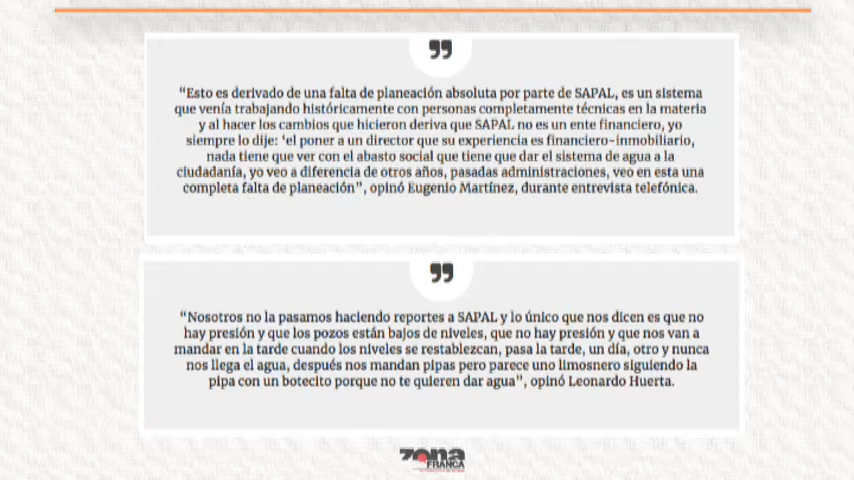 “Esto es derivado de una falta de planeación absoluta por parte de SAPAL, es un sistema
que venía trabajando históricamente con personas completamente técnicas en la materia
y al hacer los cambios que hicieron deriva que SAPAL no es un ente financiero, yo
siempre lo dije: ‘el poner a un director que su experiencia es financiero-inmobiliario,
nada tiene que ver con el abasto social que tiene que dar el sistema de agua a la
ciudadanía, yo veo a diferencia de otros años, pasadas administraciones, veo en esta una
completa falta de planeación”, opinó Eugenio Martínez, durante entrevista telefónica.
“Nosotros no la pasamos haciendo reportes a SAPAL y lo único que nos dicen es que no
hay presión y que los pozos están bajos de niveles, que no hay presión y que nos van a
mandar en la tarde cuando los niveles se restablezcan, pasa la tarde, un día, otro y nunca
nos llega el agua, después nos mandan pipas pero parece uno limosnero siguiendo la
pipa con un botecito porque no te quieren dar agua”, opinó Leonardo Huerta.
zona
FRANCA